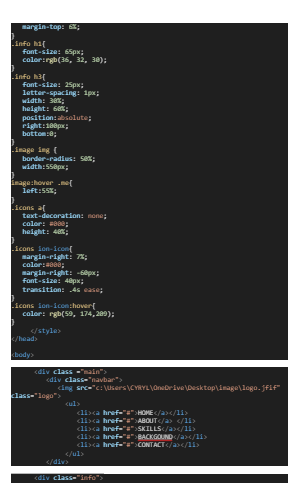 margin-top: 6%;
}
.info h1{
font-size: 65px;
color:rgb(36, 32, 30);
}
.info h3{
font-size: 25px;
letter-spacing: 1px;
width: 30%;
height: 60%;
position:absolute;
right:100px;
bottom:0;
}
.image img {
border-radius: 50%;
width:550px;
}
image:hover .me{
left:55%;
}
.icons a{
text-decoration: none;
color: #000;
height: 40%;
}
.icons ion-icon{
margin-right: 7%;
color:#000;
margin-right: -60px;
font-size: 40px;
transition: .4s ease;
}
.icons ion-icon:hover{
color: rgb(59, 174,209);
}
</style>
</head>
<body>
<div class ="main">
<div class="navbar">
<img src="c:\Users\CYRYL\OneDrive\Desktop\image\logo.jfif"
class="logo">
<ul>
<li><a href="#">HOME</a></li>
<li><a href="#">ABOUT</a> </li>
<li><a href="#">SKILLS</a></li>
<li><a href="#">BACKGOUND</a></li>
<li><a href="#">CONTACT</a></li>
</ul>
</div>
<div class="info">